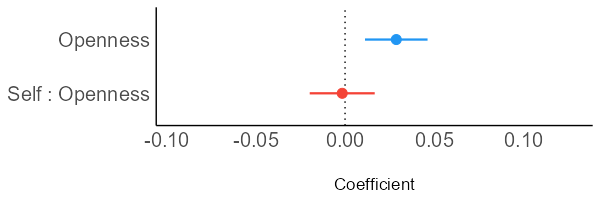 Openness
Self : Openness
-0.10 -0.05 0.00 0.05 0.10
Coefficient